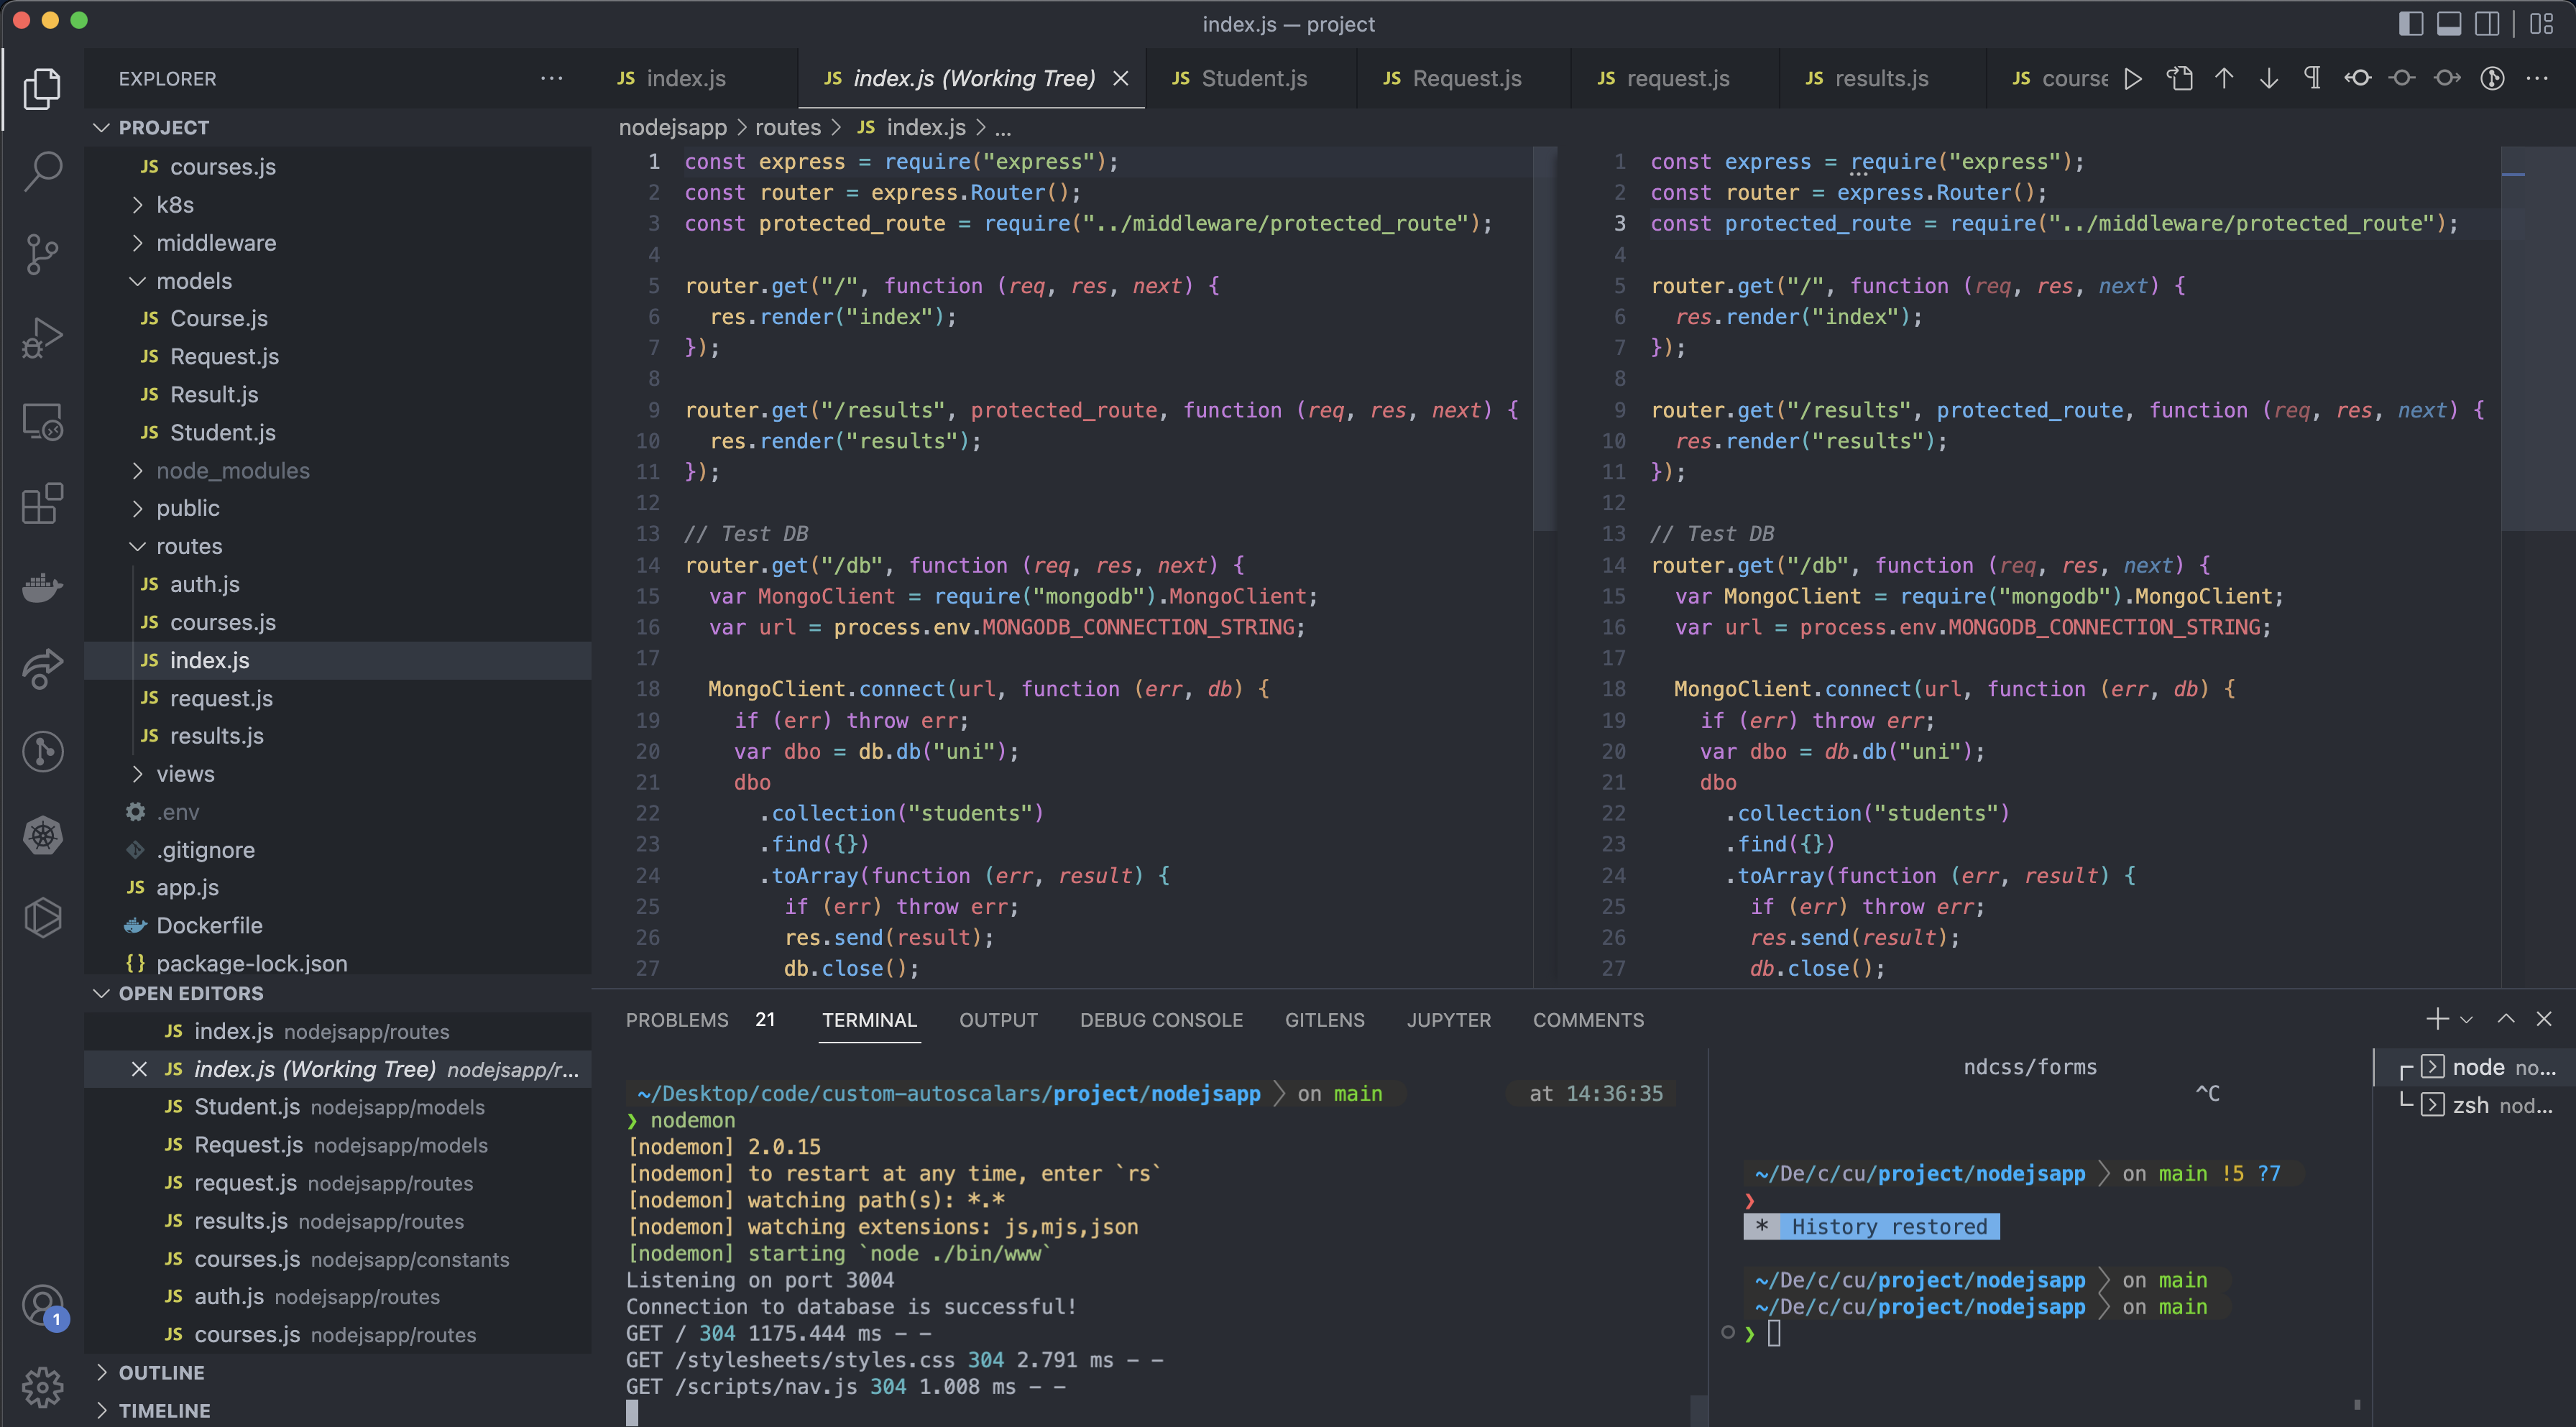 index.js — project
EXPLORER
PROJECT
JS courses.js
k8s
middleware
models
JS Course.js
JS Request.js
JS Result.js
JS Student.js
node_modules
public
routes
JS auth.js
JS courses.js
JS index.js
JS request.js
JS results.js
views
.env
.gitignore
JS app.js
Dockerfile
{} package-lock.json
OPEN EDITORS
JS index.js nodejsapp/routes
JS index.js (Working Tree) nodejsapp/r...
JS Student.js nodejsapp/models
JS Request.js nodejsapp/models
JS request.js nodejsapp/routes
JS results.js nodejsapp/routes
JS courses.js nodejsapp/constants
JS auth.js nodejsapp/routes
JS courses.js nodejsapp/routes
OUTLINE
TIMELINE
1
JS index.js
JS index.js (Working Tree)
JS Student.js
JS Request.js
JS request.js
JS results.js
JS course
nodejsapp > routes > JS index.js > ...
1 const express = require("express");
2 const router = express.Router();
3 const protected_route = require("../middleware/protected_route");
4
5 router.get("/", function (req, res, next) {
6 res.render("index");
7 });
8
9 router.get("/results", protected_route, function (req, res, next) {
10 res.render("results");
11 });
12
13 // Test DB
14 router.get("/db", function (req, res, next) {
15 var MongoClient = require("mongodb").MongoClient;
16 var url = process.env.MONGODB_CONNECTION_STRING;
17
18 MongoClient.connect(url, function (err, db) {
19 if (err) throw err;
20 var dbo = db.db("uni");
21 dbo
22 .collection("students")
23 .find({})
24 .toArray(function (err, result) {
25 if (err) throw err;
26 res.send(result);
27 db.close();
1 const express = require("express");
2 const router = express.Router();
3 const protected_route = require("../middleware/protected_route");
4
5 router.get("/", function (req, res, next) {
6 res.render("index");
7 });
8
9 router.get("/results", protected_route, function (req, res, next) {
10 res.render("results");
11 });
12
13 // Test DB
14 router.get("/db", function (req, res, next) {
15 var MongoClient = require("mongodb").MongoClient;
16 var url = process.env.MONGODB_CONNECTION_STRING;
17
18 MongoClient.connect(url, function (err, db) {
19 if (err) throw err;
20 var dbo = db.db("uni");
21 dbo
22 .collection("students")
23 .find({})
24 .toArray(function (err, result) {
25 if (err) throw err;
26 res.send(result);
27 db.close();
PROBLEMS 21 TERMINAL OUTPUT DEBUG CONSOLE GITLENS JUPYTER COMMENTS
~/Desktop/code/custom-autoscalars/project/nodejsapp > on main at 14:36:35
❯ nodemon
[nodemon] 2.0.15
[nodemon] to restart at any time, enter `rs`
[nodemon] watching path(s): *.*
[nodemon] watching extensions: js,mjs,json
[nodemon] starting `node ./bin/www`
Listening on port 3004
Connection to database is successful!
GET / 304 1175.444 ms - -
GET /stylesheets/styles.css 304 2.791 ms - -
GET /scripts/nav.js 304 1.008 ms - -
ndcss/forms
^C
~/De/c/cu/project/nodejsapp > on main !5 ?7
❯
* History restored
~/De/c/cu/project/nodejsapp > on main
~/De/c/cu/project/nodejsapp > on main
❯
node no...
zsh nod...